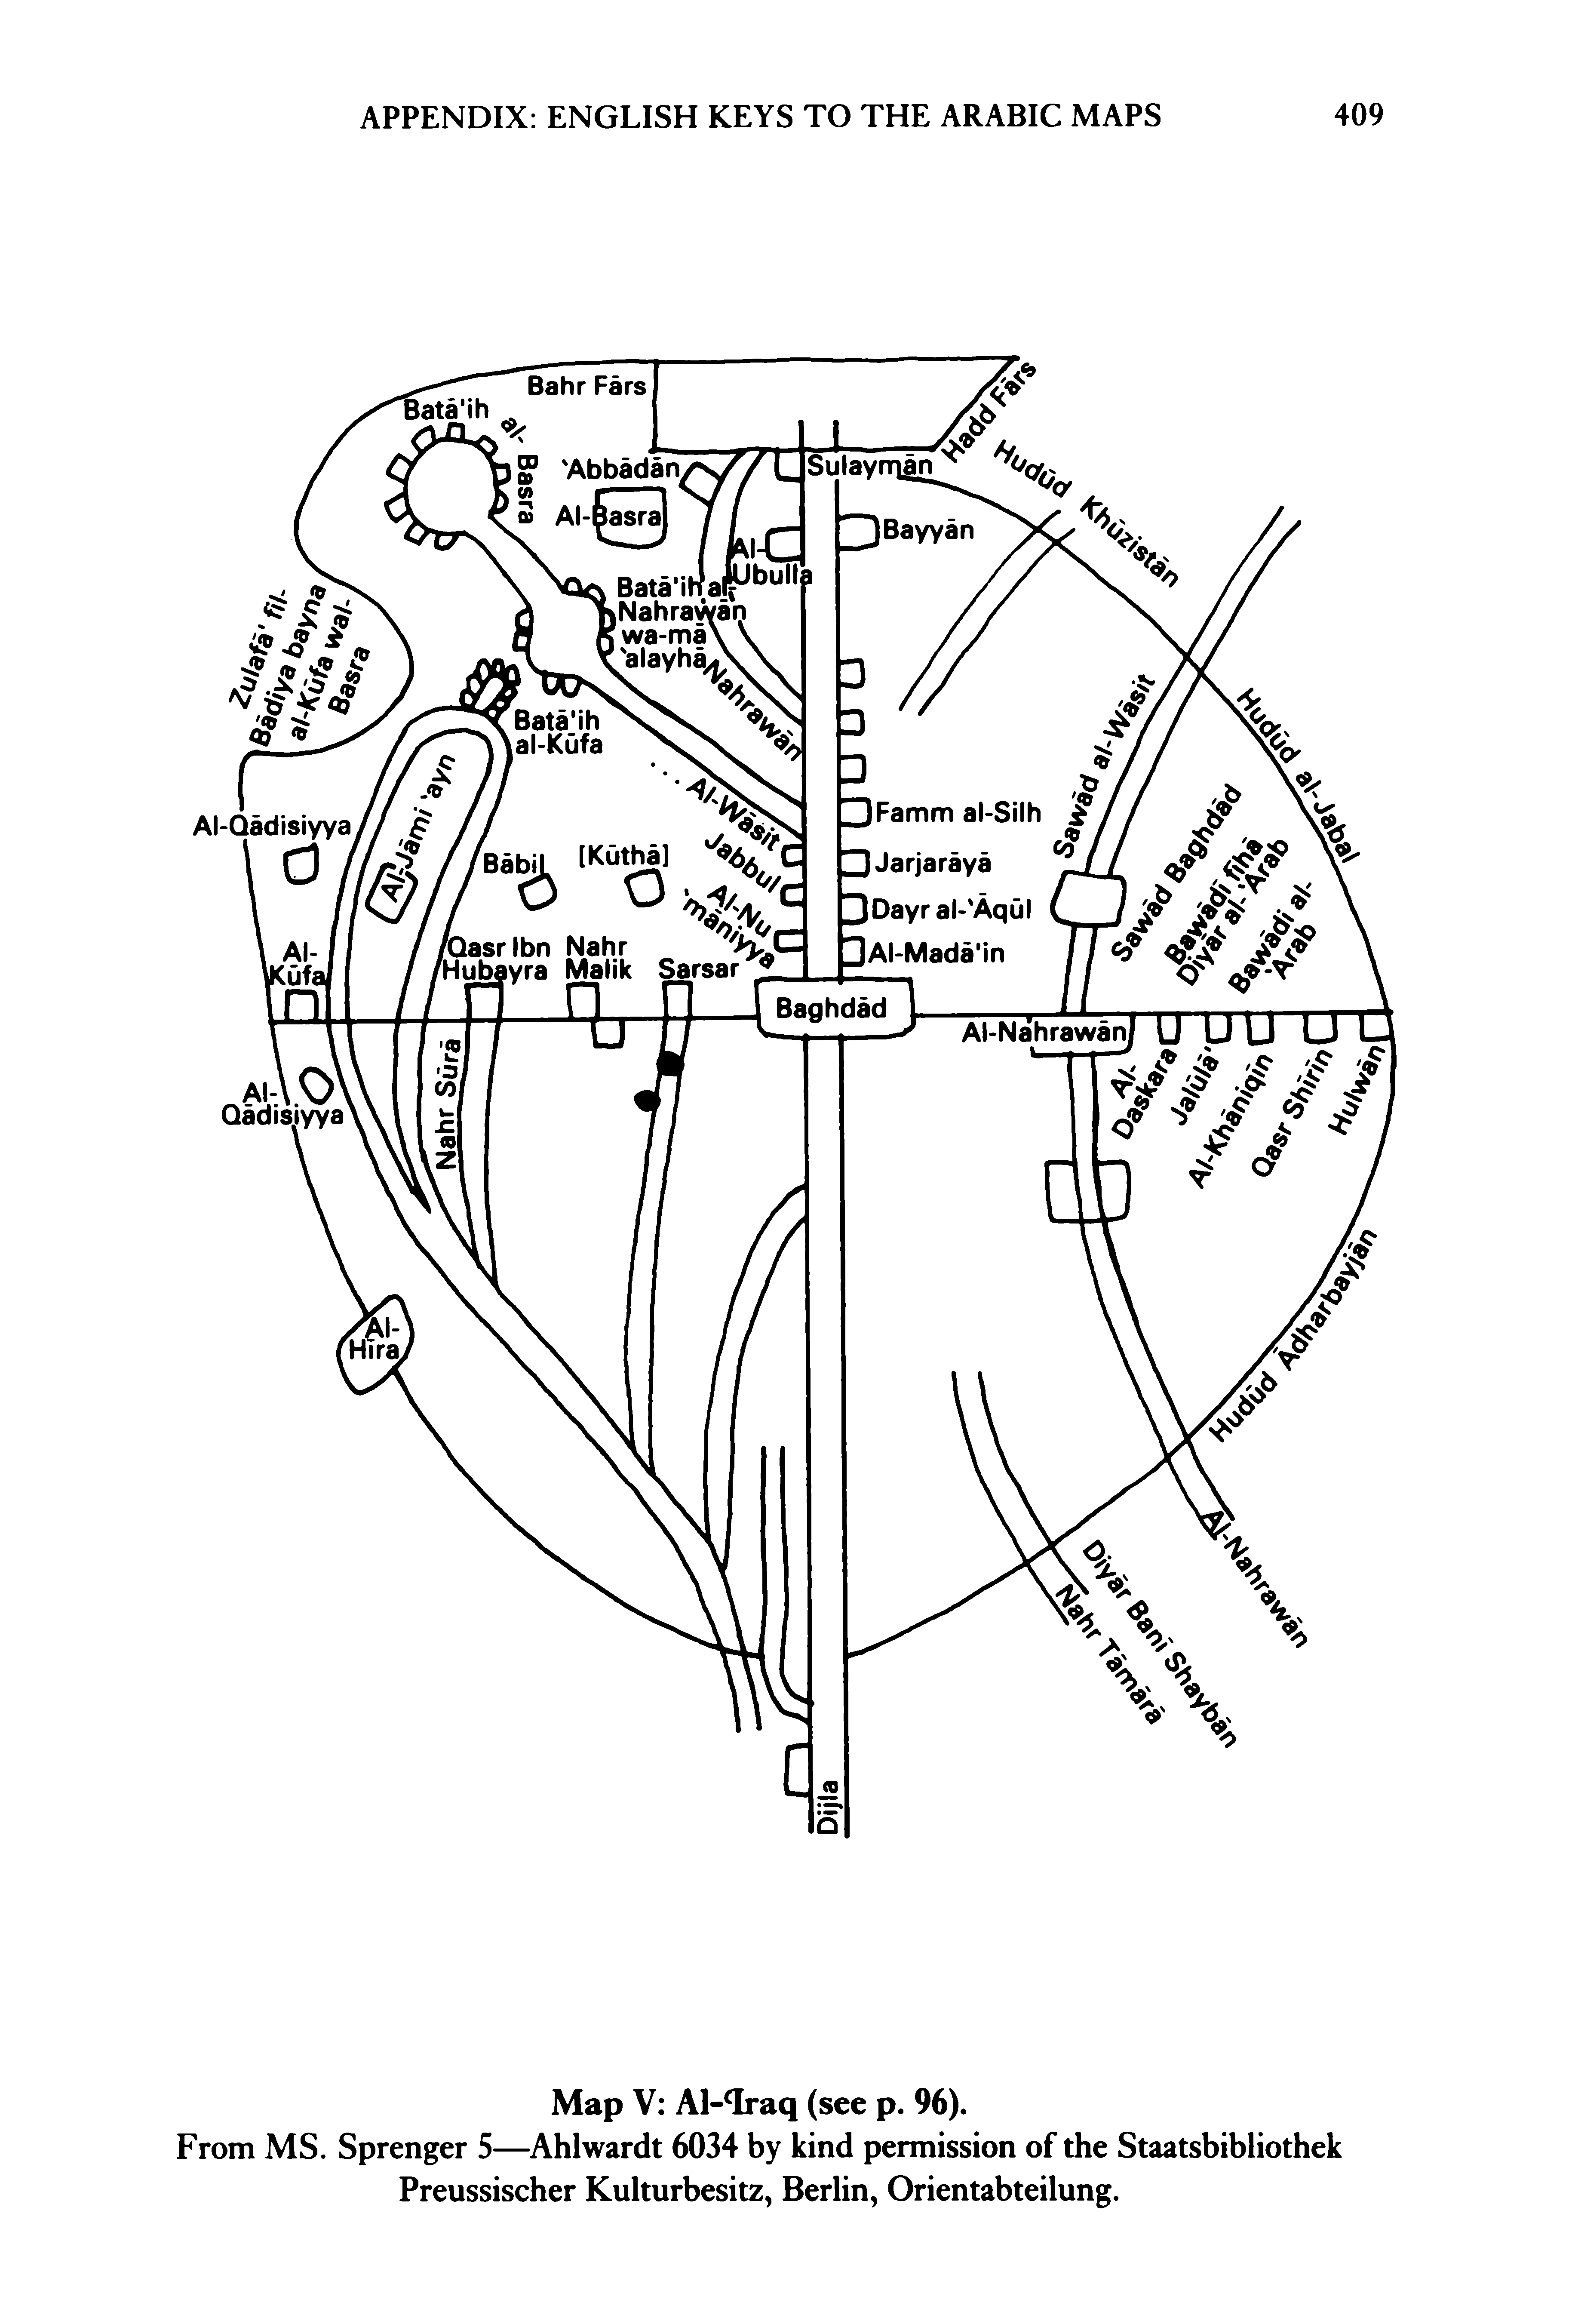 APPENDIX: ENGLISH KEYS TO THE ARABIC MAPS 409
Bahr Fārs
Hadd Fārs
Batā'ih
al-
Basra
Hudūd Khūzistān
'Abbādān
Sulaymān
Al-Basra
Al-
Ubulla
Bayyān
Batā'ih al-
Nahrawān
wa-mā
'alayhā
Nahrawān
Zulafā' fil-
Bādiya bayna
al-Kūfa wal-
Basra
Batā'ih
al-Kūfa
Sawād al-Wāsit
Hudūd al-Jabal
... Al-Wāsit
Famm al-Silh
Al-Qādisiyya
Al-Jāmi 'ayn
Bābil
[Kūthā]
Jabbul
Jarjarāyā
Al-Nu
'māniyya
Dayr al-'Āqūl
Sawād Baghdād
Bawādi fīhā
Diyār al-'Arab
Bawādi al-
'Arab
Al-
Kūfa
Qasr Ibn
Hubayra
Nahr
Malik
Sarsar
Al-Madā'in
Baghdād
Al-Nahrawān
Al-
Daskara
Jalūlā'
Al-Khāniqīn
Qasr Shīrīn
Hulwān
Nahr Sūrā
Al-
Qādisiyya
Al-
Hīra
Hudūd Ādharbayjān
Al-Nahrawān
Diyār Banī Shaybān
Nahr Tāmārā
Dijla
Map V: Al-ʿIraq (see p. 96).
From MS. Sprenger 5—Ahlwardt 6034 by kind permission of the Staatsbibliothek
Preussischer Kulturbesitz, Berlin, Orientabteilung.